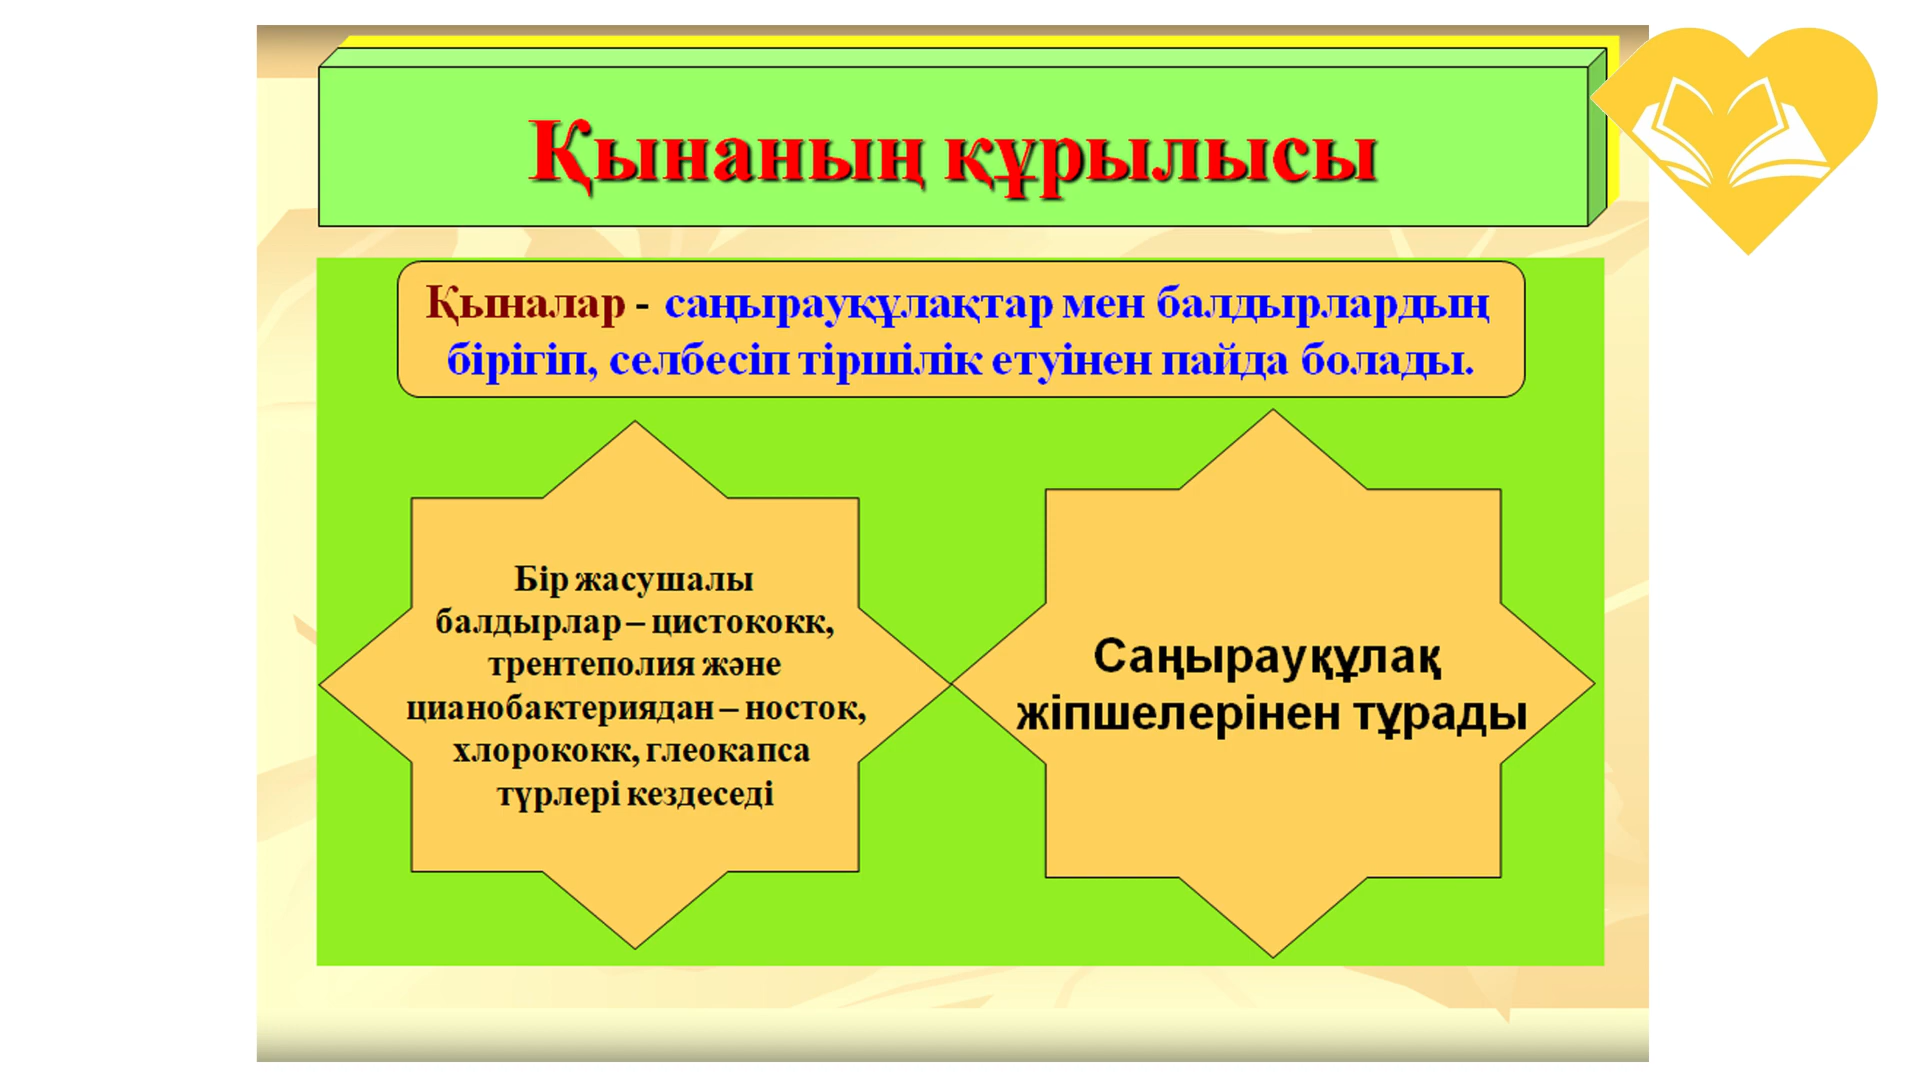 Қынаның құрылысы
Қыналар - саңырауқұлақтар мен балдырлардың
бірігіп, селбесіп тіршілік етуінен пайда болады.
Бір жасушалы
балдырлар – цистококк,
трентеполия және
цианобактериядан – носток,
хлорококк, глеокапса
түрлері кездеседі
Саңырауқұлақ
жіпшелерінен тұрады